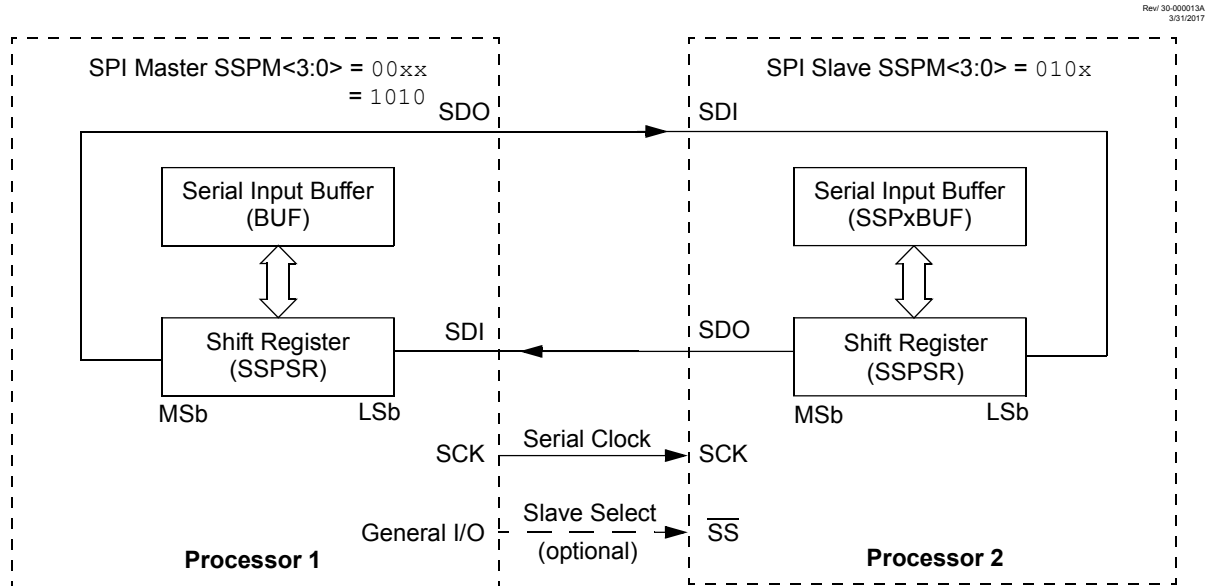 Rev/ 30-000013A
3/31/2017
SPI Master SSPM<3:0> = 00xx
= 1010
SDO
Serial Input Buffer
(BUF)
Shift Register
(SSPSR)
MSb
LSb
SDI
SCK
General I/O
Processor 1
Serial Clock
Slave Select
(optional)
SPI Slave SSPM<3:0> = 010x
SDI
Serial Input Buffer
(SSPxBUF)
SDO
Shift Register
(SSPSR)
MSb
LSb
SCK
SS
Processor 2